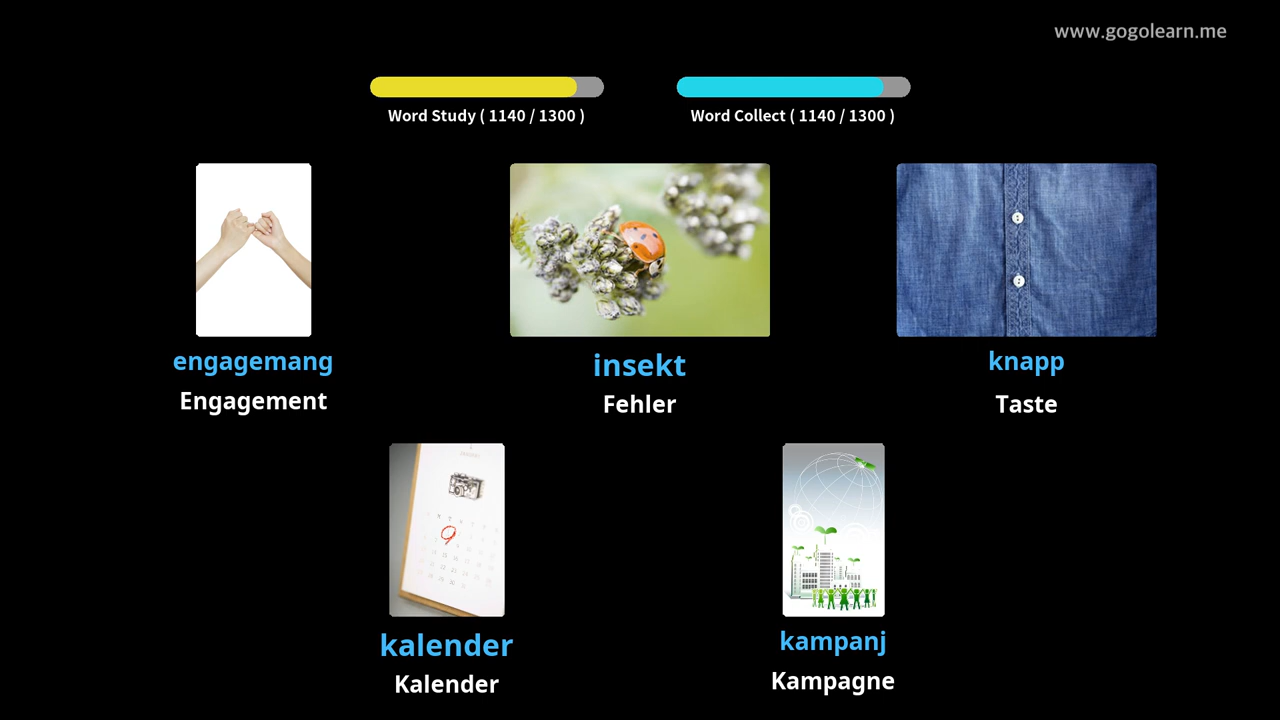 www.gogolearn.me
Word Study ( 1140 / 1300 )
Word Collect ( 1140 / 1300 )
engagemang
Engagement
insekt
Fehler
knapp
Taste
9
kalender
Kalender
kampanj
Kampagne